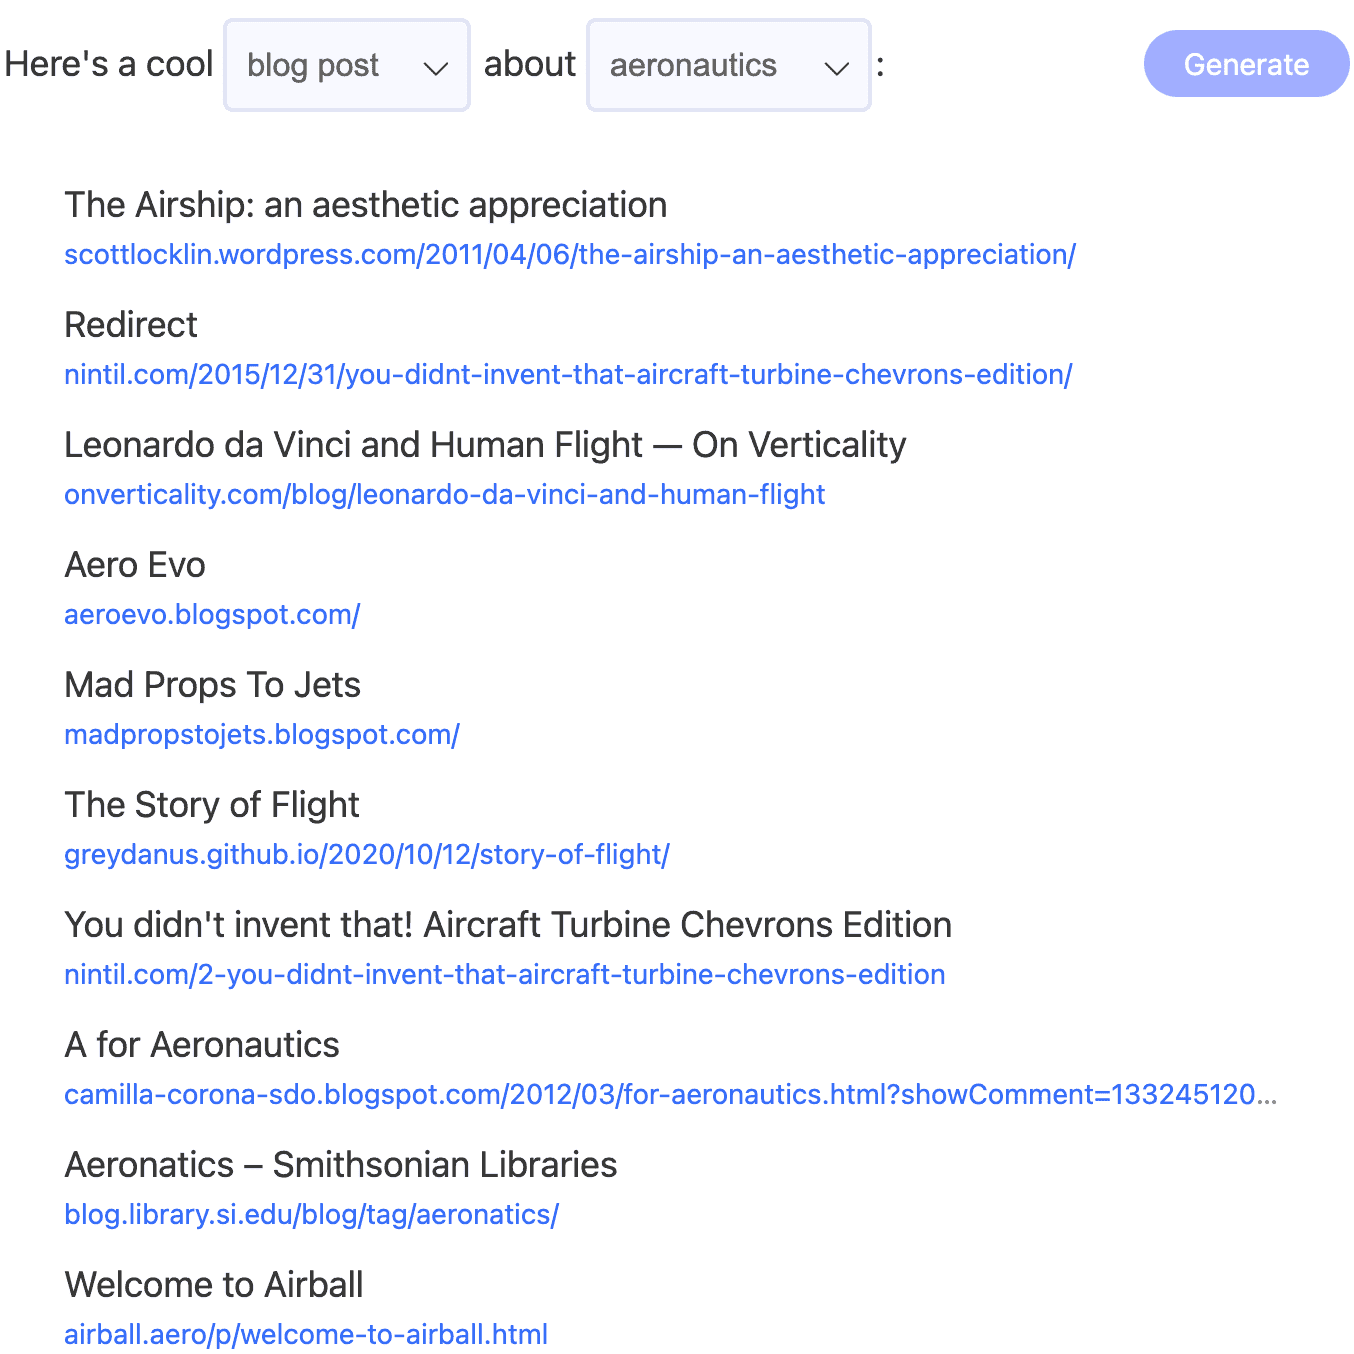 Here's a cool blog post about aeronautics : Generate
The Airship: an aesthetic appreciation
scottlocklin.wordpress.com/2011/04/06/the-airship-an-aesthetic-appreciation/
Redirect
nintil.com/2015/12/31/you-didnt-invent-that-aircraft-turbine-chevrons-edition/
Leonardo da Vinci and Human Flight — On Verticality
onverticality.com/blog/leonardo-da-vinci-and-human-flight
Aero Evo
aeroevo.blogspot.com/
Mad Props To Jets
madpropstojets.blogspot.com/
The Story of Flight
greydanus.github.io/2020/10/12/story-of-flight/
You didn't invent that! Aircraft Turbine Chevrons Edition
nintil.com/2-you-didnt-invent-that-aircraft-turbine-chevrons-edition
A for Aeronautics
camilla-corona-sdo.blogspot.com/2012/03/for-aeronautics.html?showComment=133245120...
Aeronatics – Smithsonian Libraries
blog.library.si.edu/blog/tag/aeronatics/
Welcome to Airball
airball.aero/p/welcome-to-airball.html